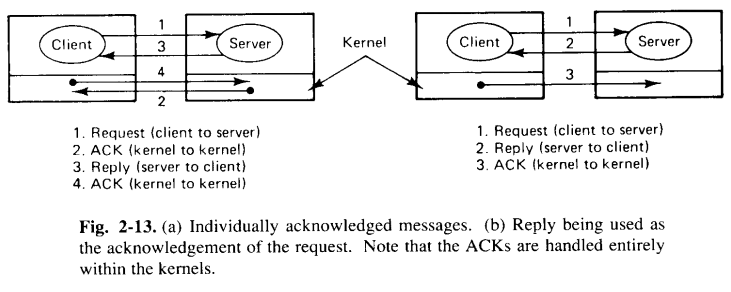 1
Client
3
Server
4
2
Kernel
1
Client
2
Server
3
1. Request (client to server)
2. ACK (kernel to kernel)
3. Reply (server to client)
4. ACK (kernel to kernel)
1. Request (client to server)
2. Reply (server to client)
3. ACK (kernel to kernel)
Fig. 2-13. (a) Individually acknowledged messages. (b) Reply being used as
the acknowledgement of the request. Note that the ACKs are handled entirely
within the kernels.